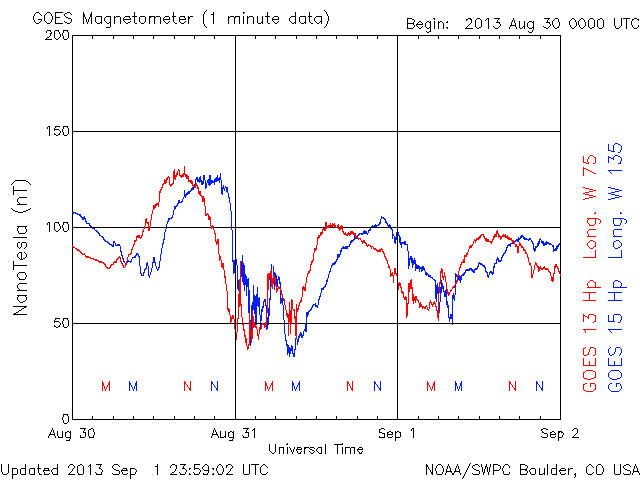 GOES Magnetometer (1 minute data)
Begin: 2013 Aug 30 0000 UTC
200
150
100
50
0
NanoTesla (nT)
M M N N M M N N M M N N
Aug 30 Aug 31 Sep 1 Sep 2
Universal Time
GOES 13 Hp Long. W 75
GOES 15 Hp Long. W 135
Updated 2013 Sep 1 23:59:02 UTC
NOAA/SWPC Boulder, CO USA